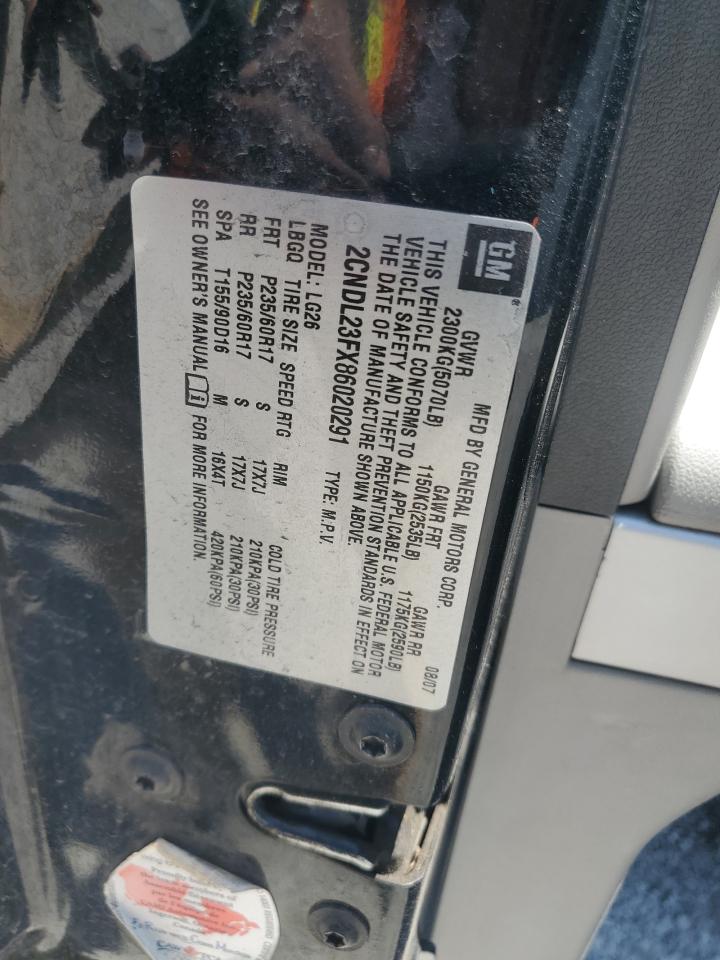 GM
MFD BY GENERAL MOTORS CORP. 08/07
GVWR GAWR FRT GAWR RR
2300KG(5070LB) 1150KG(2535LB) 1175KG(2590LB)
THIS VEHICLE CONFORMS TO ALL APPLICABLE U.S. FEDERAL MOTOR
VEHICLE SAFETY AND THEFT PREVENTION STANDARDS IN EFFECT ON
THE DATE OF MANUFACTURE SHOWN ABOVE.
2CNDL23FX86020291 TYPE: M.P.V.
MODEL: LG26
LBGQ TIRE SIZE SPEED RTG RIM COLD TIRE PRESSURE
FRT P235/60R17 S 17X7J 210KPA(30PSI)
RR P235/60R17 S 17X7J 210KPA(30PSI)
SPA T155/90D16 M 16X4T 420KPA(60PSI)
SEE OWNER'S MANUAL FOR MORE INFORMATION.
Proudly
the
members of